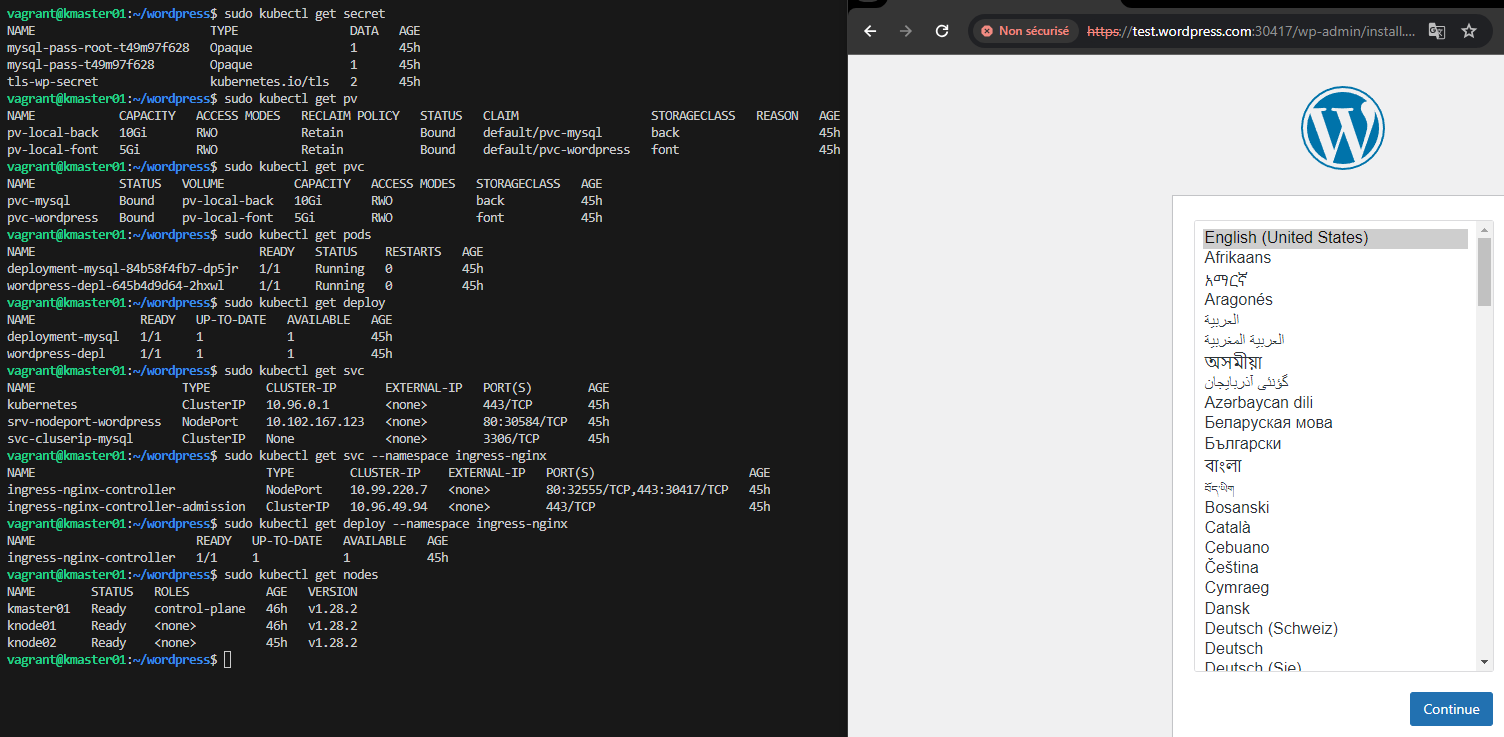 vagrant@kmaster01:~/wordpress$ sudo kubectl get secret
NAME TYPE DATA AGE
mysql-pass-root-t49m97f628 Opaque 1 45h
mysql-pass-t49m97f628 Opaque 1 45h
tls-wp-secret kubernetes.io/tls 2 45h
vagrant@kmaster01:~/wordpress$ sudo kubectl get pv
NAME CAPACITY ACCESS MODES RECLAIM POLICY STATUS CLAIM STORAGECLASS REASON AGE
pv-local-back 10Gi RWO Retain Bound default/pvc-mysql back 45h
pv-local-font 5Gi RWO Retain Bound default/pvc-wordpress font 45h
vagrant@kmaster01:~/wordpress$ sudo kubectl get pvc
NAME STATUS VOLUME CAPACITY ACCESS MODES STORAGECLASS AGE
pvc-mysql Bound pv-local-back 10Gi RWO back 45h
pvc-wordpress Bound pv-local-font 5Gi RWO font 45h
vagrant@kmaster01:~/wordpress$ sudo kubectl get pods
NAME READY STATUS RESTARTS AGE
deployment-mysql-84b58f4fb7-dp5jr 1/1 Running 0 45h
wordpress-depl-645b4d9d64-2hxwl 1/1 Running 0 45h
vagrant@kmaster01:~/wordpress$ sudo kubectl get deploy
NAME READY UP-TO-DATE AVAILABLE AGE
deployment-mysql 1/1 1 1 45h
wordpress-depl 1/1 1 1 45h
vagrant@kmaster01:~/wordpress$ sudo kubectl get svc
NAME TYPE CLUSTER-IP EXTERNAL-IP PORT(S) AGE
kubernetes ClusterIP 10.96.0.1 <none> 443/TCP 45h
srv-nodeport-wordpress NodePort 10.102.167.123 <none> 80:30584/TCP 45h
svc-cluserip-mysql ClusterIP None <none> 3306/TCP 45h
vagrant@kmaster01:~/wordpress$ sudo kubectl get svc --namespace ingress-nginx
NAME TYPE CLUSTER-IP EXTERNAL-IP PORT(S) AGE
ingress-nginx-controller NodePort 10.99.220.7 <none> 80:32555/TCP,443:30417/TCP 45h
ingress-nginx-controller-admission ClusterIP 10.96.49.94 <none> 443/TCP 45h
vagrant@kmaster01:~/wordpress$ sudo kubectl get deploy --namespace ingress-nginx
NAME READY UP-TO-DATE AVAILABLE AGE
ingress-nginx-controller 1/1 1 1 45h
vagrant@kmaster01:~/wordpress$ sudo kubectl get nodes
NAME STATUS ROLES AGE VERSION
kmaster01 Ready control-plane 46h v1.28.2
knode01 Ready <none> 46h v1.28.2
knode02 Ready <none> 45h v1.28.2
vagrant@kmaster01:~/wordpress$
Non sécurisé https://test.wordpress.com:30417/wp-admin/install....
W
English (United States)
Afrikaans
አማርኛ
Aragonés
العربية
العربية المغربية
অসমীয়া
گؤنئی آذربایجان
Azərbaycan dili
Беларуская мова
Български
বাংলা
བོད་ཡིག
Bosanski
Català
Cebuano
Čeština
Cymraeg
Dansk
Deutsch (Schweiz)
Deutsch
Deutsch (Sie)
Continue